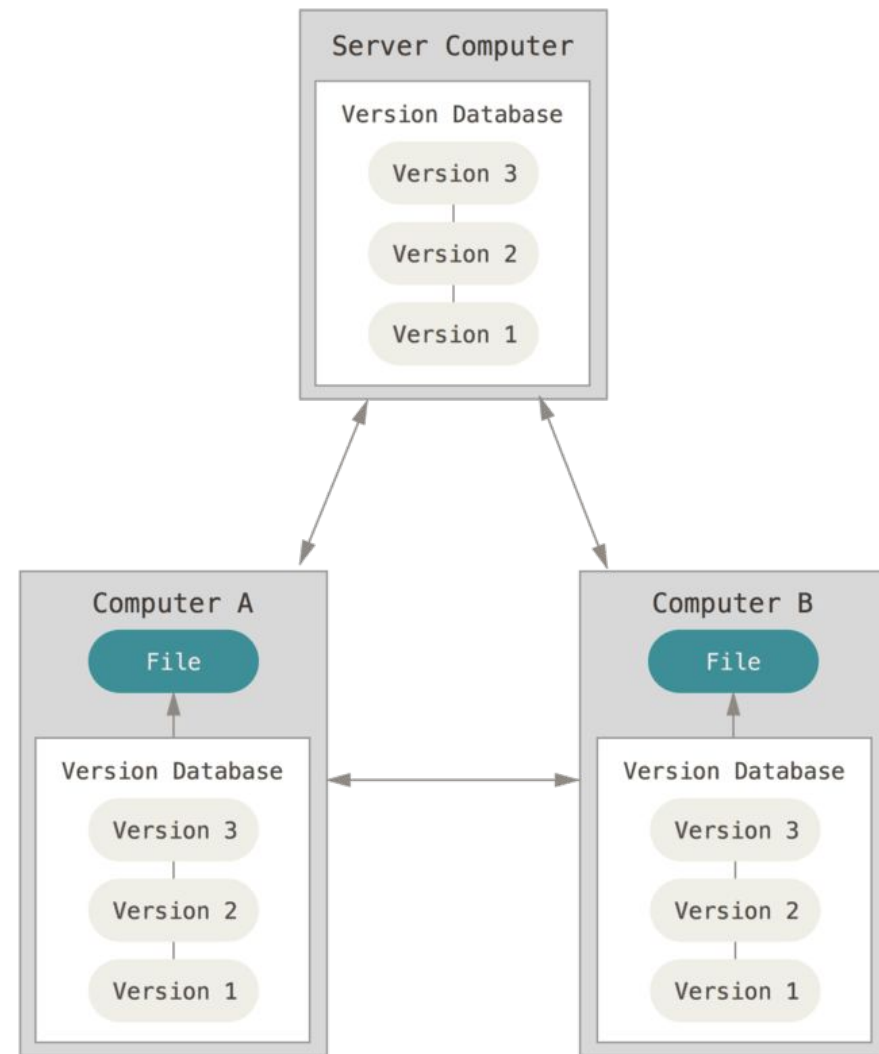 Server Computer
Version Database
Version 3
Version 2
Version 1
Computer A
File
Version Database
Version 3
Version 2
Version 1
Computer B
File
Version Database
Version 3
Version 2
Version 1